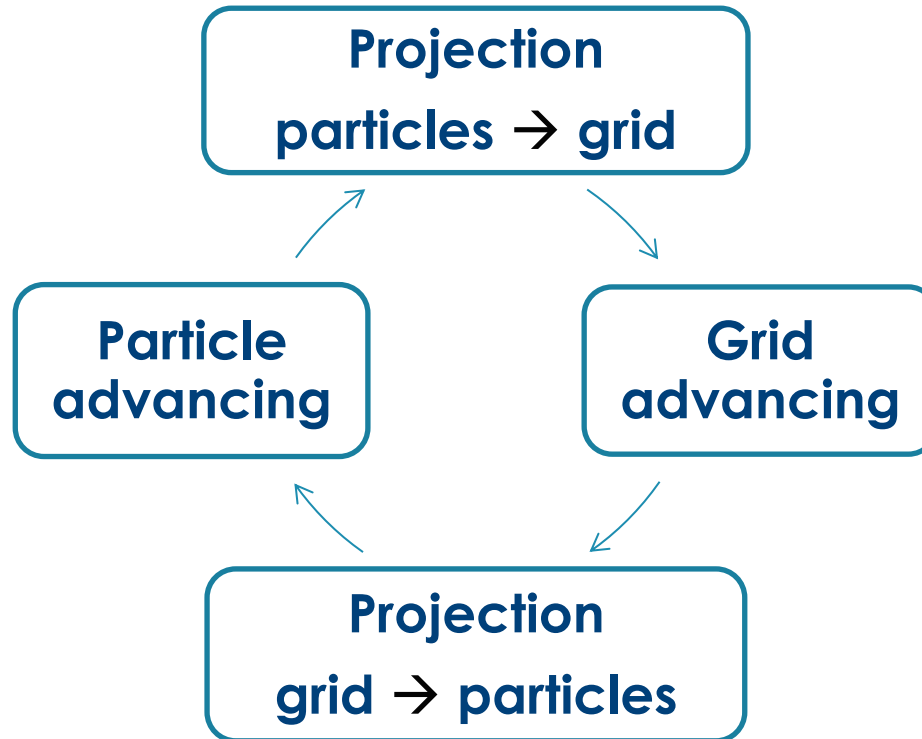 Projection
particles → grid
Particle
advancing
Grid
advancing
Projection
grid → particles